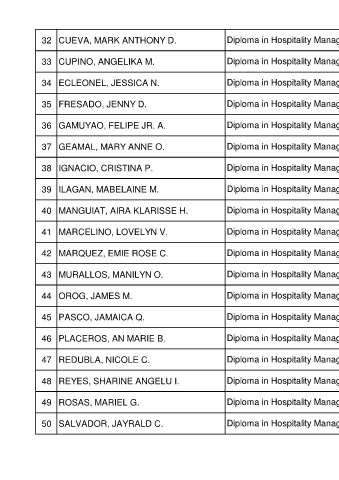 32 CUEVA, MARK ANTHONY D. Diploma in Hospitality Manag
33 CUPINO, ANGELIKA M. Diploma in Hospitality Manag
34 ECLEONEL, JESSICA N. Diploma in Hospitality Manag
35 FRESADO, JENNY D. Diploma in Hospitality Manag
36 GAMUYAO, FELIPE JR. A. Diploma in Hospitality Manag
37 GEAMAL, MARY ANNE O. Diploma in Hospitality Manag
38 IGNACIO, CRISTINA P. Diploma in Hospitality Manag
39 ILAGAN, MABELAINE M. Diploma in Hospitality Manag
40 MANGUIAT, AIRA KLARISSE H. Diploma in Hospitality Manag
41 MARCELINO, LOVELYN V. Diploma in Hospitality Manag
42 MARQUEZ, EMIE ROSE C. Diploma in Hospitality Manag
43 MURALLOS, MANILYN O. Diploma in Hospitality Manag
44 OROG, JAMES M. Diploma in Hospitality Manag
45 PASCO, JAMAICA Q. Diploma in Hospitality Manag
46 PLACEROS, AN MARIE B. Diploma in Hospitality Manag
47 REDUBLA, NICOLE C. Diploma in Hospitality Manag
48 REYES, SHARINE ANGELU I. Diploma in Hospitality Manag
49 ROSAS, MARIEL G. Diploma in Hospitality Manag
50 SALVADOR, JAYRALD C. Diploma in Hospitality Manag